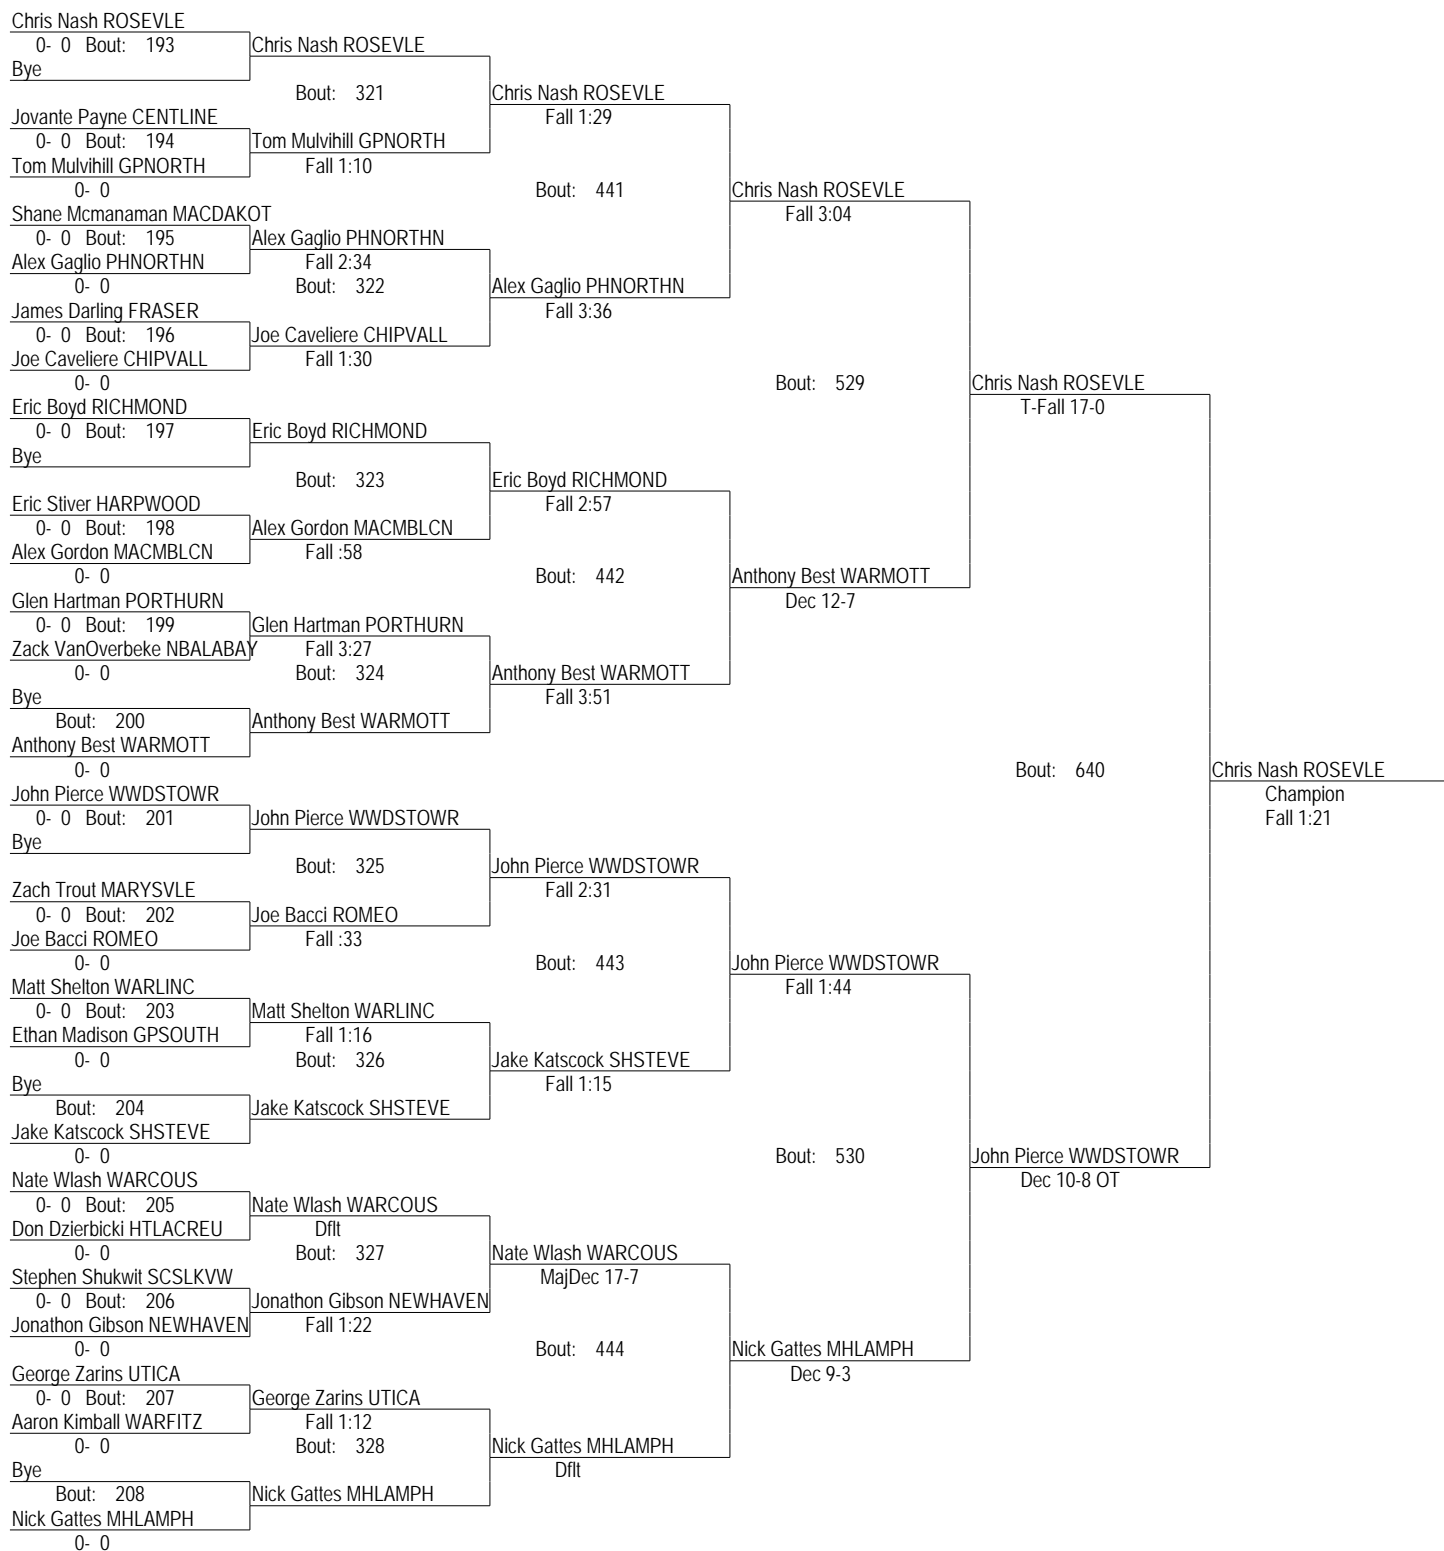 Chris Nash ROSEVLE
0- 0 Bout: 193 Chris Nash ROSEVLE
Bye
Bout: 321 Chris Nash ROSEVLE
Jovante Payne CENTLINE Fall 1:29
0- 0 Bout: 194 Tom Mulvihill GPNORTH
Tom Mulvihill GPNORTH Fall 1:10
0- 0 Bout: 441 Chris Nash ROSEVLE
Shane Mcmanaman MACDAKOT Fall 3:04
0- 0 Bout: 195 Alex Gaglio PHNORTHN
Alex Gaglio PHNORTHN Fall 2:34
0- 0 Bout: 322 Alex Gaglio PHNORTHN
James Darling FRASER Fall 3:36
0- 0 Bout: 196 Joe Caveliere CHIPVALL
Joe Caveliere CHIPVALL Fall 1:30
0- 0 Bout: 529 Chris Nash ROSEVLE
Eric Boyd RICHMOND T-Fall 17-0
0- 0 Bout: 197 Eric Boyd RICHMOND
Bye
Bout: 323 Eric Boyd RICHMOND
Eric Stiver HARPWOOD Fall 2:57
0- 0 Bout: 198 Alex Gordon MACMBLCN
Alex Gordon MACMBLCN Fall :58
0- 0 Bout: 442 Anthony Best WARMOTT
Glen Hartman PORTHURN Dec 12-7
0- 0 Bout: 199 Glen Hartman PORTHURN
Zack VanOverbeke NBALABAY Fall 3:27
0- 0 Bout: 324 Anthony Best WARMOTT
Bye Fall 3:51
Bout: 200 Anthony Best WARMOTT
Anthony Best WARMOTT
0- 0 Bout: 640 Chris Nash ROSEVLE
John Pierce WWDSTOWR Champion
0- 0 Bout: 201 John Pierce WWDSTOWR Fall 1:21
Bye
Bout: 325 John Pierce WWDSTOWR
Zach Trout MARYSVLE Fall 2:31
0- 0 Bout: 202 Joe Bacci ROMEO
Joe Bacci ROMEO Fall :33
0- 0 Bout: 443 John Pierce WWDSTOWR
Matt Shelton WARLINC Fall 1:44
0- 0 Bout: 203 Matt Shelton WARLINC
Ethan Madison GPSOUTH Fall 1:16
0- 0 Bout: 326 Jake Katscock SHSTEVE
Bye Fall 1:15
Bout: 204 Jake Katscock SHSTEVE
Jake Katscock SHSTEVE
0- 0 Bout: 530 John Pierce WWDSTOWR
Nate Wlash WARCOUS Dec 10-8 OT
0- 0 Bout: 205 Nate Wlash WARCOUS
Don Dzierbicki HTLACREU Dflt
0- 0 Bout: 327 Nate Wlash WARCOUS
Stephen Shukwit SCSLKVW MajDec 17-7
0- 0 Bout: 206 Jonathon Gibson NEWHAVEN
Jonathon Gibson NEWHAVEN Fall 1:22
0- 0 Bout: 444 Nick Gattes MHLAMPH
George Zarins UTICA Dec 9-3
0- 0 Bout: 207 George Zarins UTICA
Aaron Kimball WARFITZ Fall 1:12
0- 0 Bout: 328 Nick Gattes MHLAMPH
Bye Dflt
Bout: 208 Nick Gattes MHLAMPH
Nick Gattes MHLAMPH
0- 0